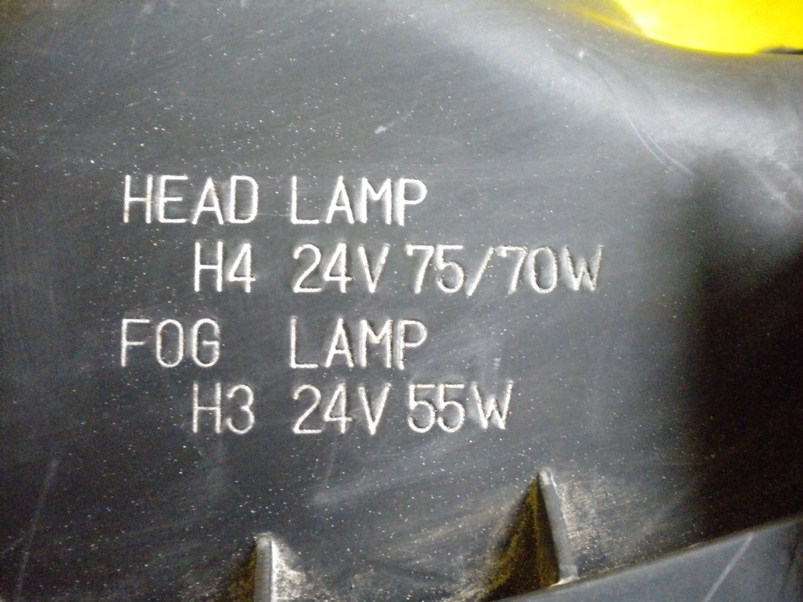 HEAD LAMP
H4 24V 75/70W
FOG LAMP
H3 24V 55W